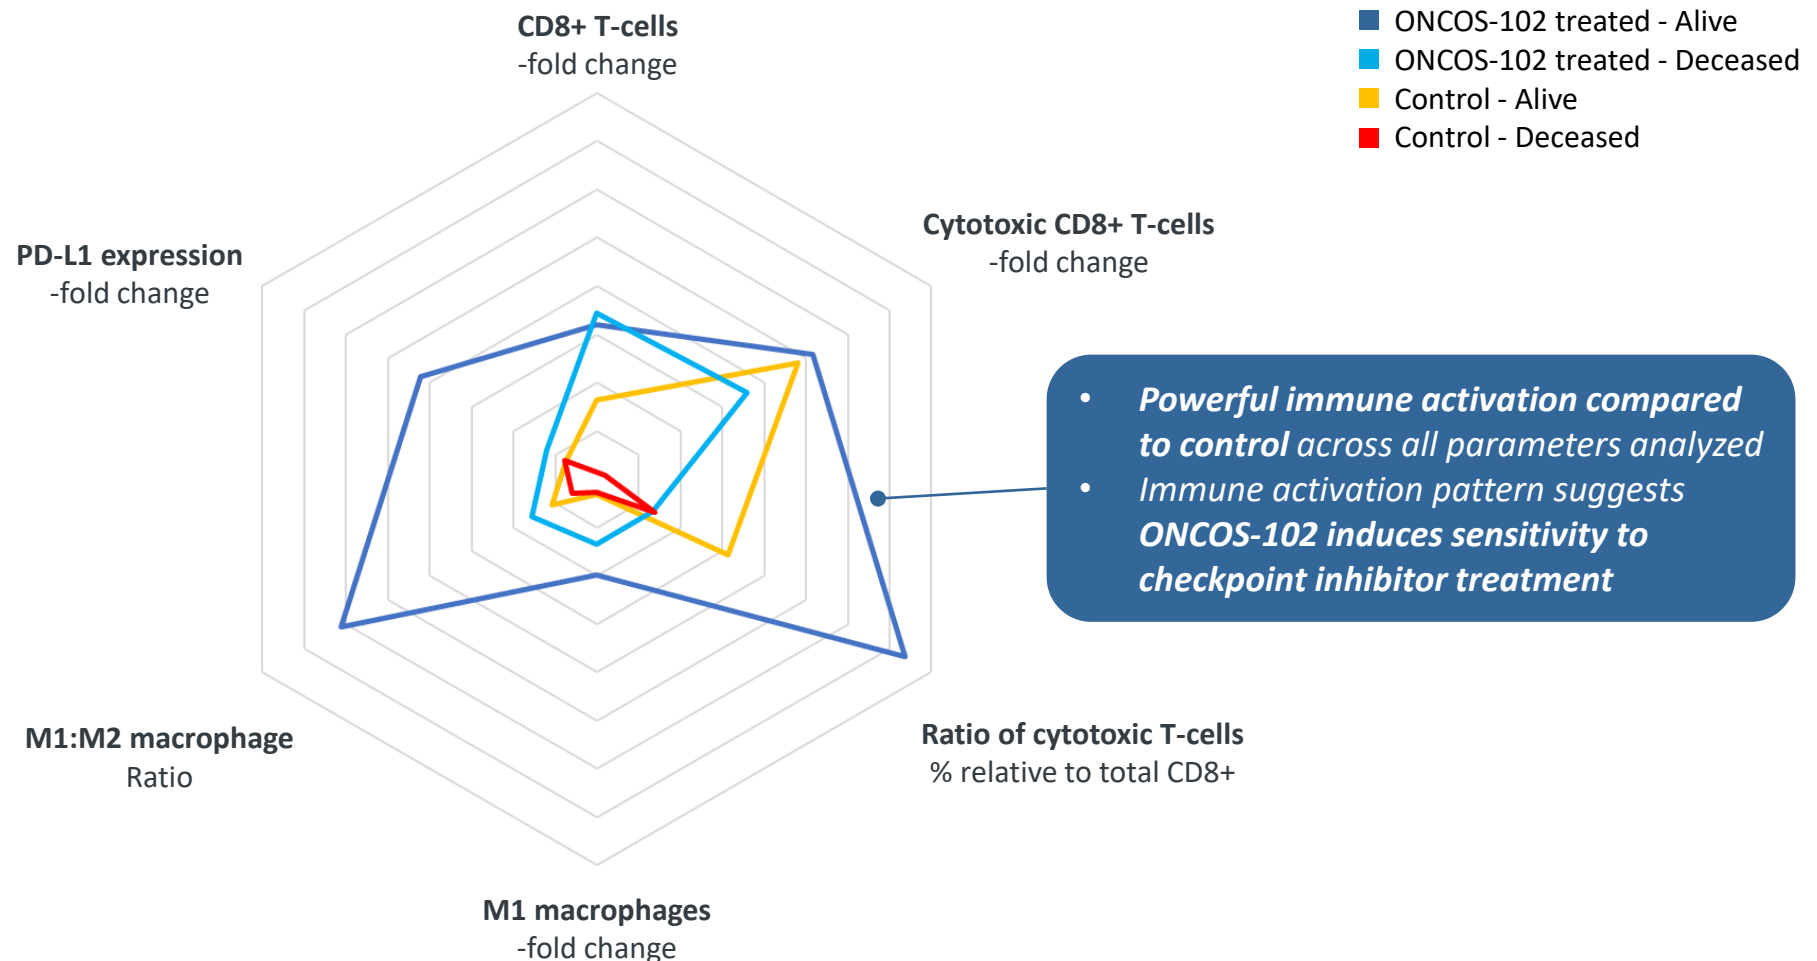 CD8+ T-cells
-fold change
ONCOS-102 treated - Alive
ONCOS-102 treated - Deceased
Control - Alive
Control - Deceased
Cytotoxic CD8+ T-cells
-fold change
PD-L1 expression
-fold change
• Powerful immune activation compared
to control across all parameters analyzed
• Immune activation pattern suggests
ONCOS-102 induces sensitivity to
checkpoint inhibitor treatment
Ratio of cytotoxic T-cells
% relative to total CD8+
M1:M2 macrophage
Ratio
M1 macrophages
-fold change